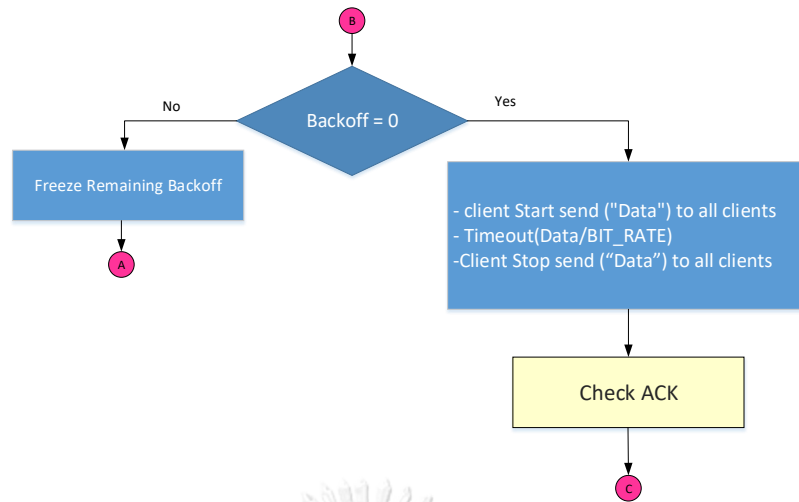 B
No
Yes
Backoff = 0
Freeze Remaining Backoff
A
- client Start send ("Data") to all clients
- Timeout(Data/BIT_RATE)
-Client Stop send (“Data”) to all clients
Check ACK
C